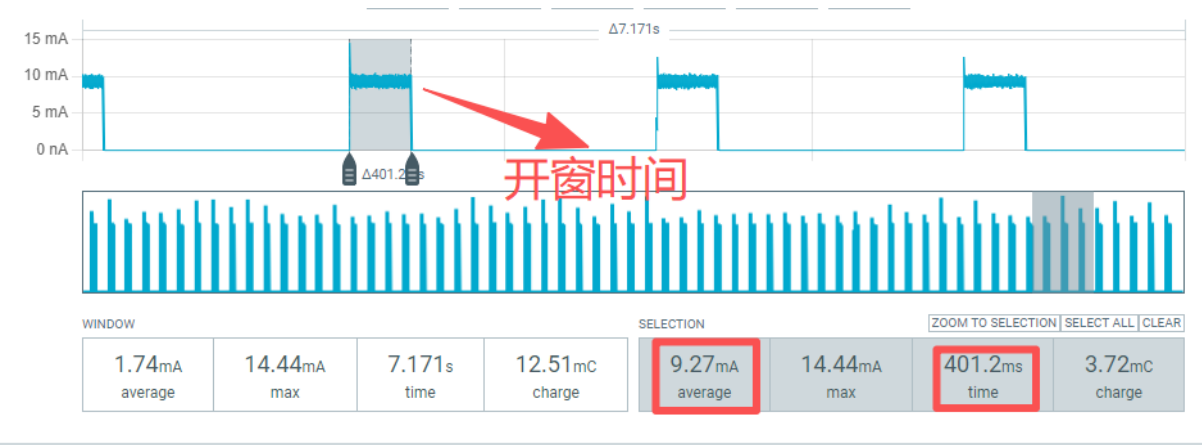 Δ7.171s
15 mA
10 mA
5 mA
0 nA
Δ401.2 s
开窗时间
WINDOW
SELECTION
ZOOM TO SELECTION SELECT ALL CLEAR
1.74mA 14.44mA 7.171s 12.51mC 9.27mA 14.44mA 401.2ms 3.72mC
average max time charge average max time charge